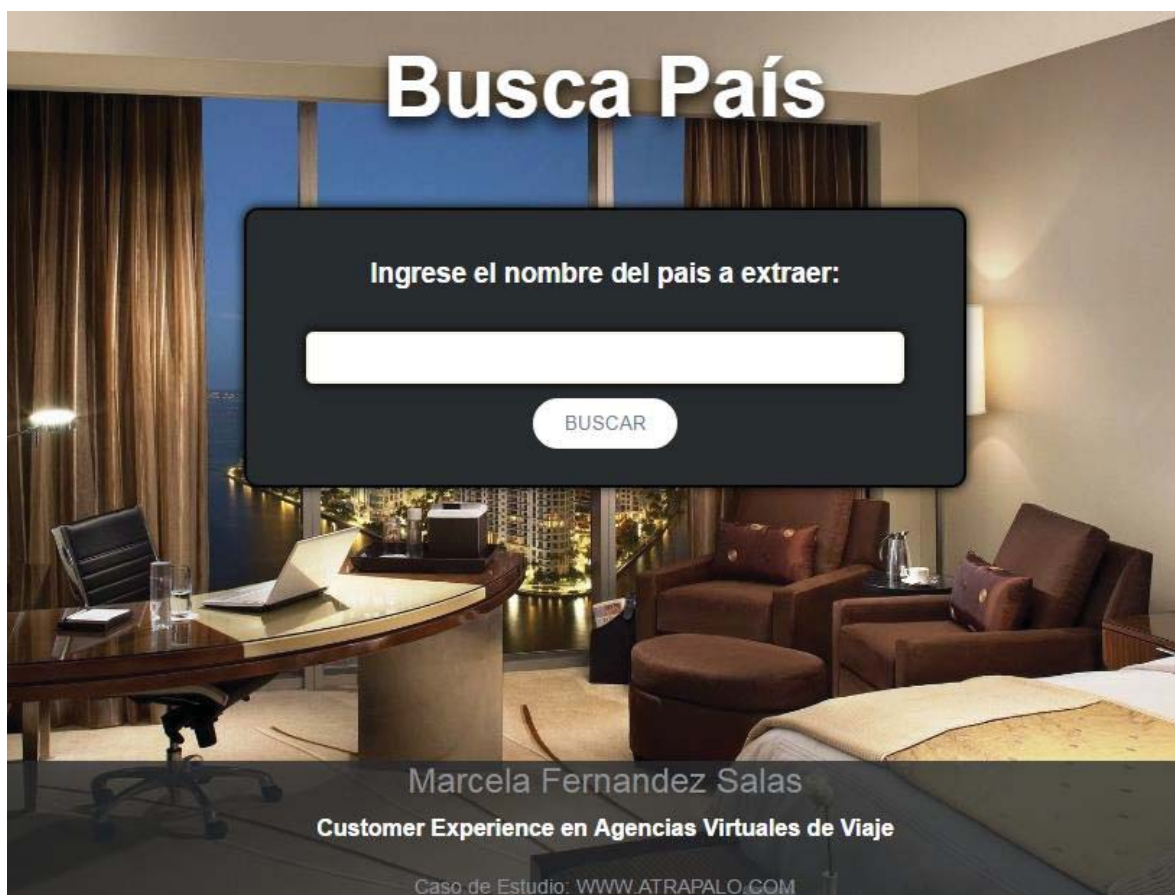 Busca País
Ingrese el nombre del pais a extraer:
BUSCAR
Marcela Fernandez Salas
Customer Experience en Agencias Virtuales de Viaje
Caso de Estudio: WWW.ATRAPALO.COM